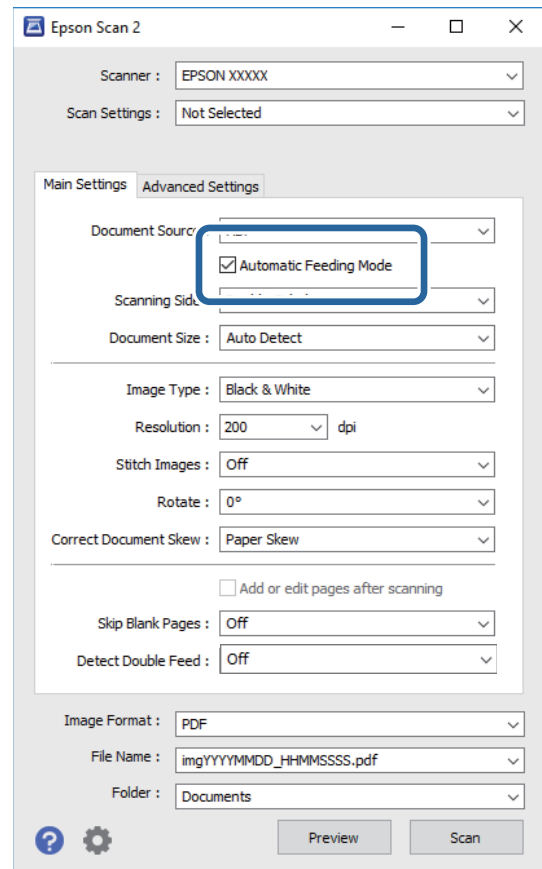 Epson Scan 2
Scanner : EPSON XXXXX
Scan Settings : Not Selected
Main Settings Advanced Settings
Document
Automatic Feeding Mode
Scanning Side
Document Size : Auto Detect
Image Type : Black & White
Resolution : 200 dpi
Stitch Images : Off
Rotate : 0°
Correct Document Skew : Paper Skew
Add or edit pages after scanning
Skip Blank Pages : Off
Detect Double Feed : Off
Image Format : PDF
File Name : imgYYYYMMDD_HHMMSSSS.pdf
Folder : Documents
? Preview Scan